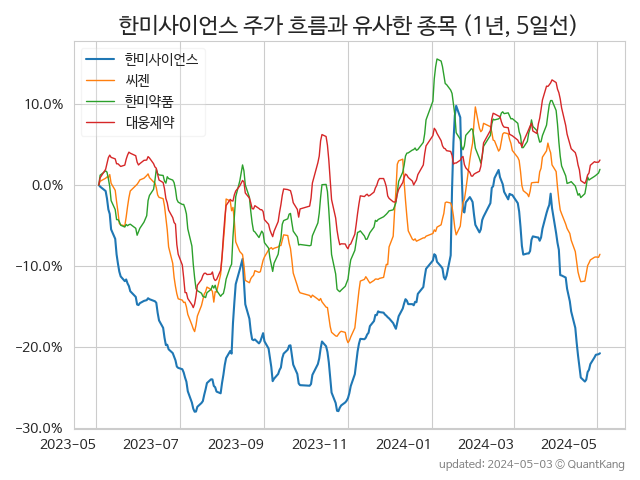 한미사이언스 주가 흐름과 유사한 종목 (1년, 5일선)
한미사이언스
씨젠
한미약품
대웅제약
10.0%
0.0%
−10.0%
−20.0%
−30.0%
2023-05 2023-07 2023-09 2023-11 2024-01 2024-03 2024-05
updated: 2024-05-03 ⓒ QuantKang